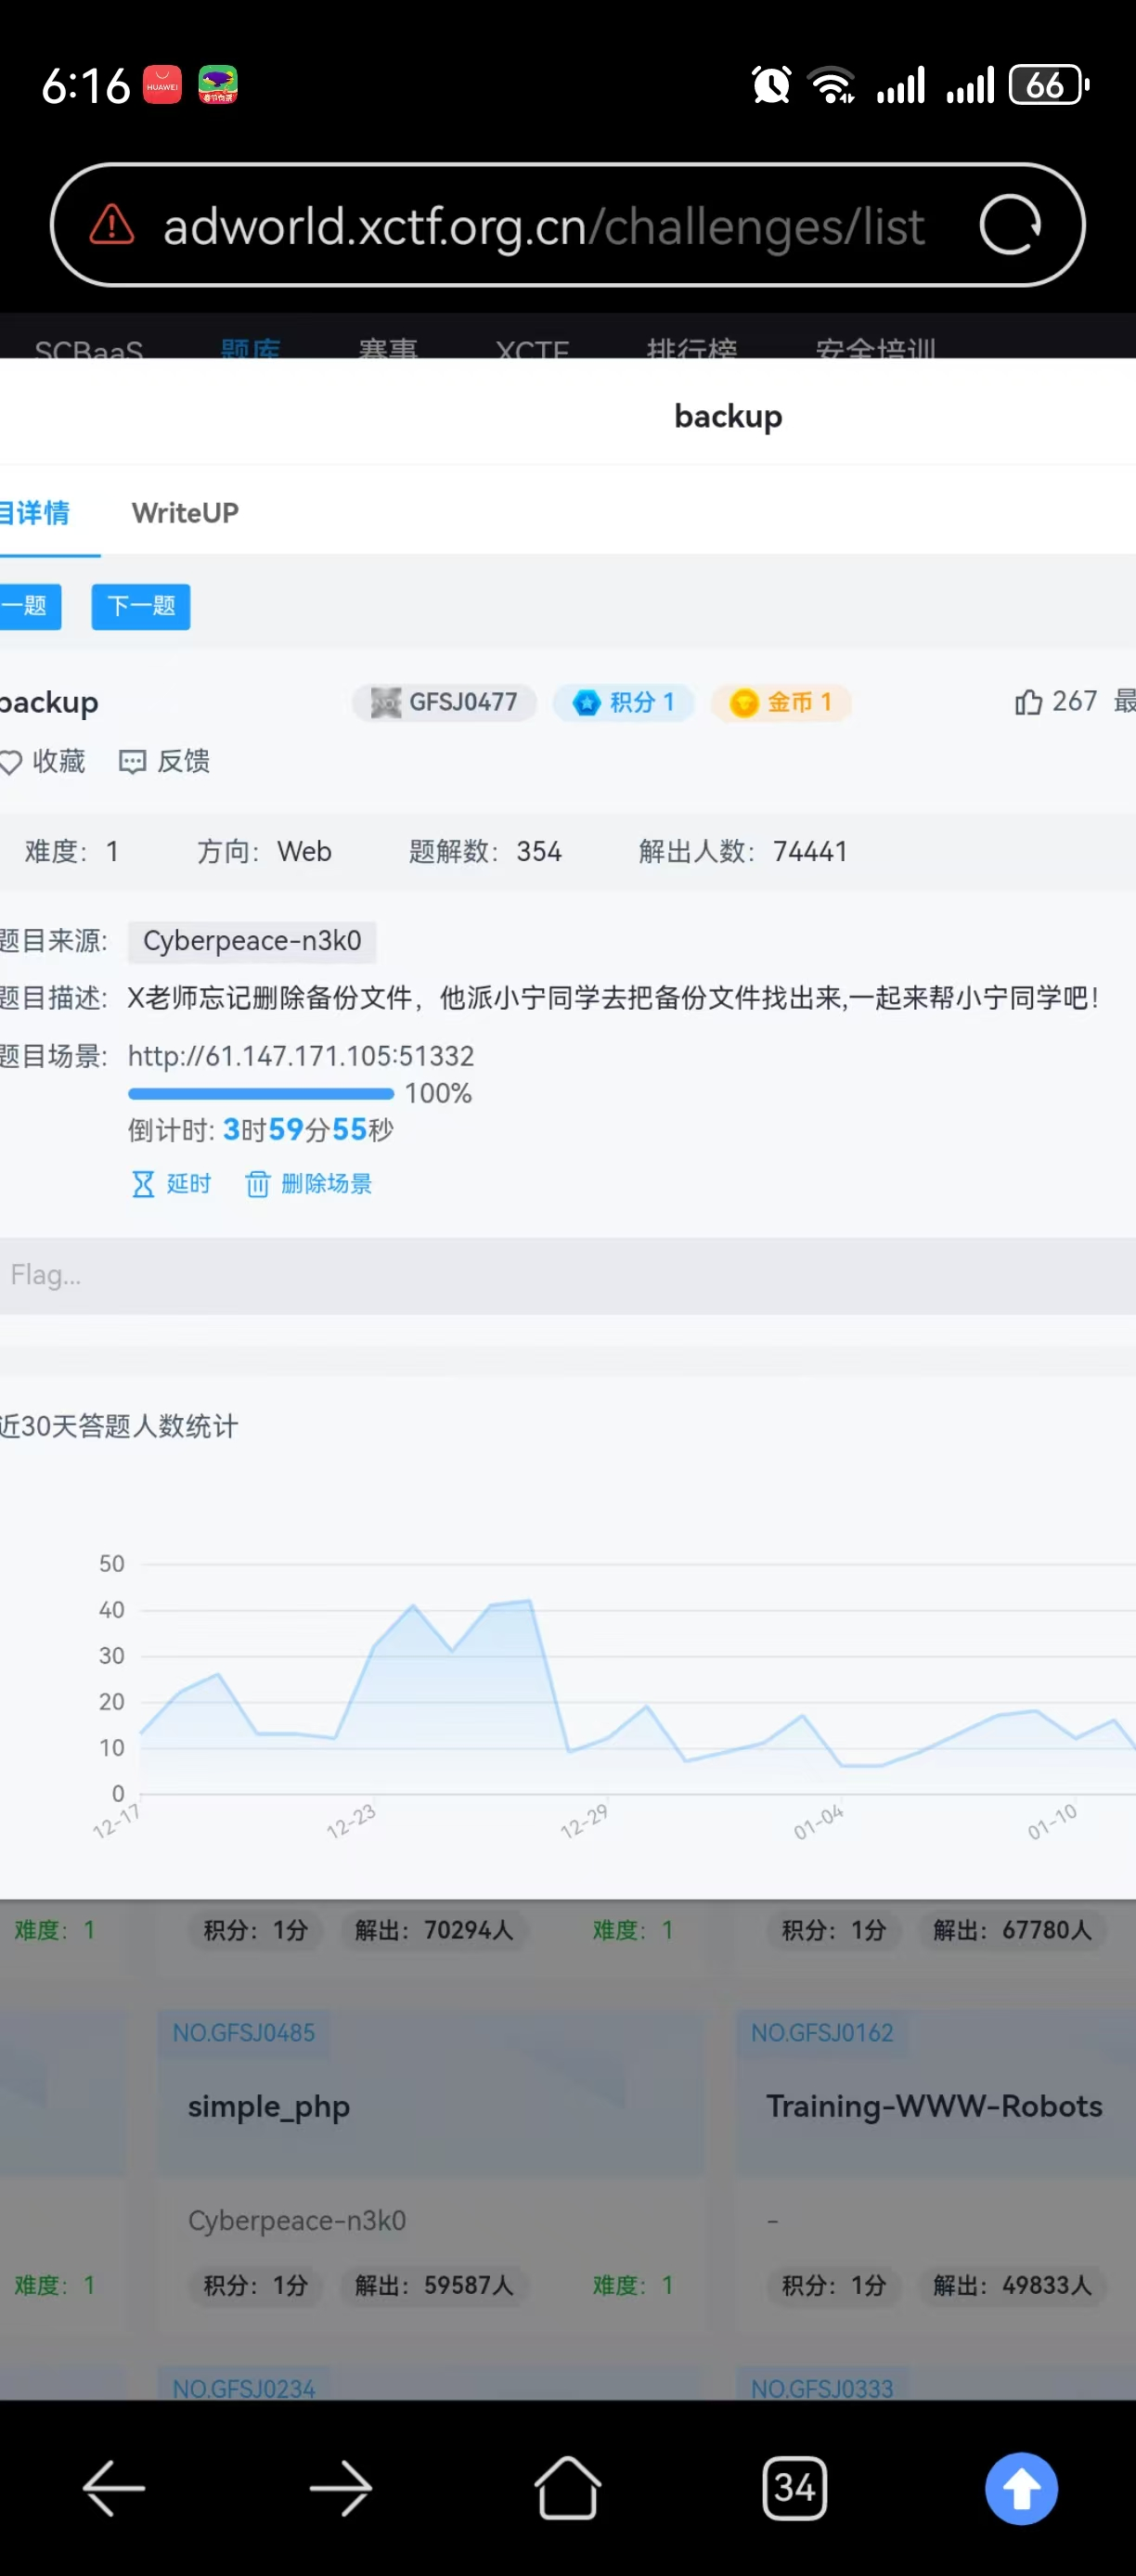 6:16
HUAWEI
66
adworld.xctf.org.cn/challenges/list
SCBaaS 题库 赛事 XCTF 排行榜 安全培训
backup
目详情 WriteUP
一题 下一题
backup GFSJ0477 积分 1 金币 1 267 最
收藏 反馈
难度: 1 方向: Web 题解数: 354 解出人数: 74441
题目来源: Cyberpeace-n3k0
题目描述: X老师忘记删除备份文件，他派小宁同学去把备份文件找出来,一起来帮小宁同学吧!
题目场景: http://61.147.171.105:51332
100%
倒计时: 3时59分55秒
延时 删除场景
Flag...
近30天答题人数统计
50
40
30
20
10
0
12-17 12-23 12-29 01-04 01-10
难度: 1 积分: 1分 解出: 70294人 难度: 1 积分: 1分 解出: 67780人
NO.GFSJ0485 NO.GFSJ0162
simple_php Training-WWW-Robots
Cyberpeace-n3k0 -
难度: 1 积分: 1分 解出: 59587人 难度: 1 积分: 1分 解出: 49833人
NO.GFSJ0234 NO.GFSJ0333
34